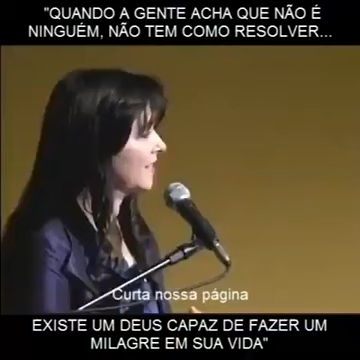 "QUANDO A GENTE ACHA QUE NÃO É
NINGUÉM, NÃO TEM COMO RESOLVER...
Curta nossa página
EXISTE UM DEUS CAPAZ DE FAZER UM
MILAGRE EM SUA VIDA"